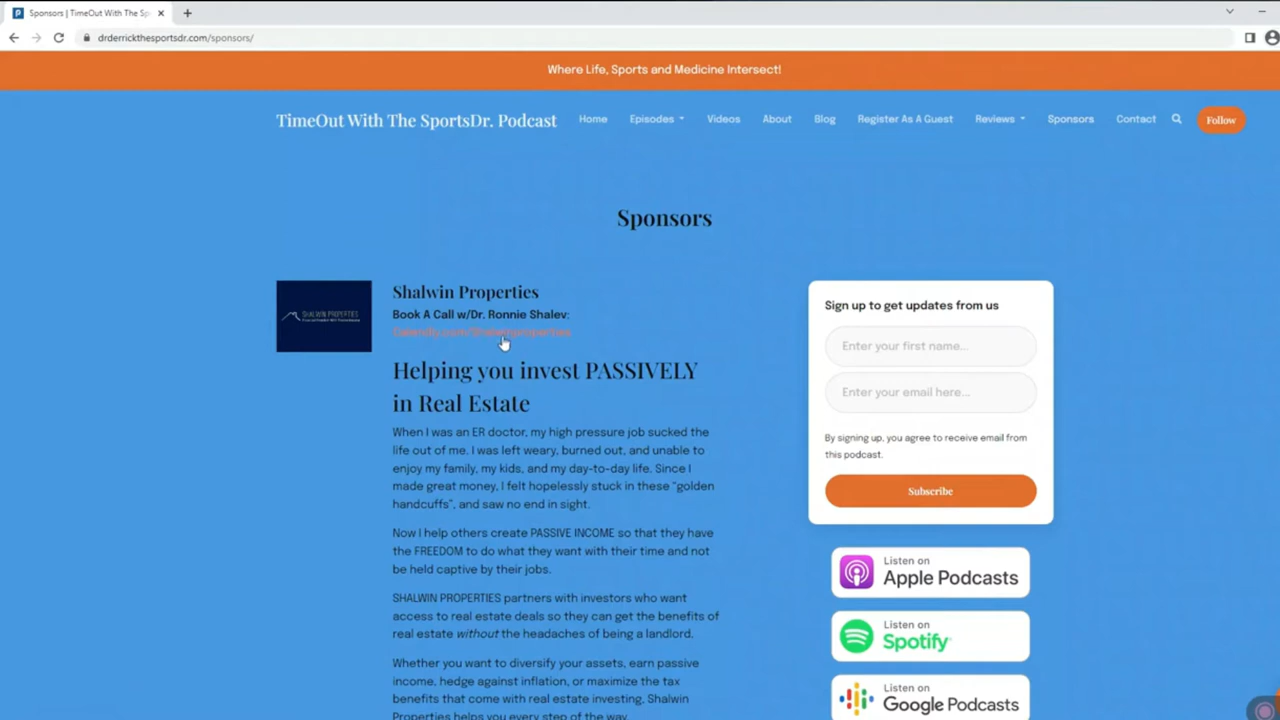 Sponsors | TimeOut With The Sp
drderrickthesportsdr.com/sponsors/
Where Life, Sports and Medicine Intersect!
TimeOut With The SportsDr. Podcast
Home
Episodes
Videos
About
Blog
Register As A Guest
Reviews
Sponsors
Contact
Follow
Sponsors
SHALWIN PROPERTIES
Shalwin Properties
Book A Call w/Dr. Ronnie Shalev:
Helping you invest PASSIVELY
in Real Estate
When I was an ER doctor, my high pressure job sucked the
life out of me. I was left weary, burned out, and unable to
enjoy my family, my kids, and my day-to-day life. Since I
made great money, I felt hopelessly stuck in these "golden
handcuffs", and saw no end in sight.
Now I help others create PASSIVE INCOME so that they have
the FREEDOM to do what they want with their time and not
be held captive by their jobs.
SHALWIN PROPERTIES partners with investors who want
access to real estate deals so they can get the benefits of
real estate without the headaches of being a landlord.
Whether you want to diversify your assets, earn passive
income, hedge against inflation, or maximize the tax
benefits that come with real estate investing, Shalwin
Properties helps you every step of the way.
Sign up to get updates from us
Enter your first name...
Enter your email here...
By signing up, you agree to receive email from
this podcast.
Subscribe
Listen on
Apple Podcasts
Listen on
Spotify
Listen on
Google Podcasts